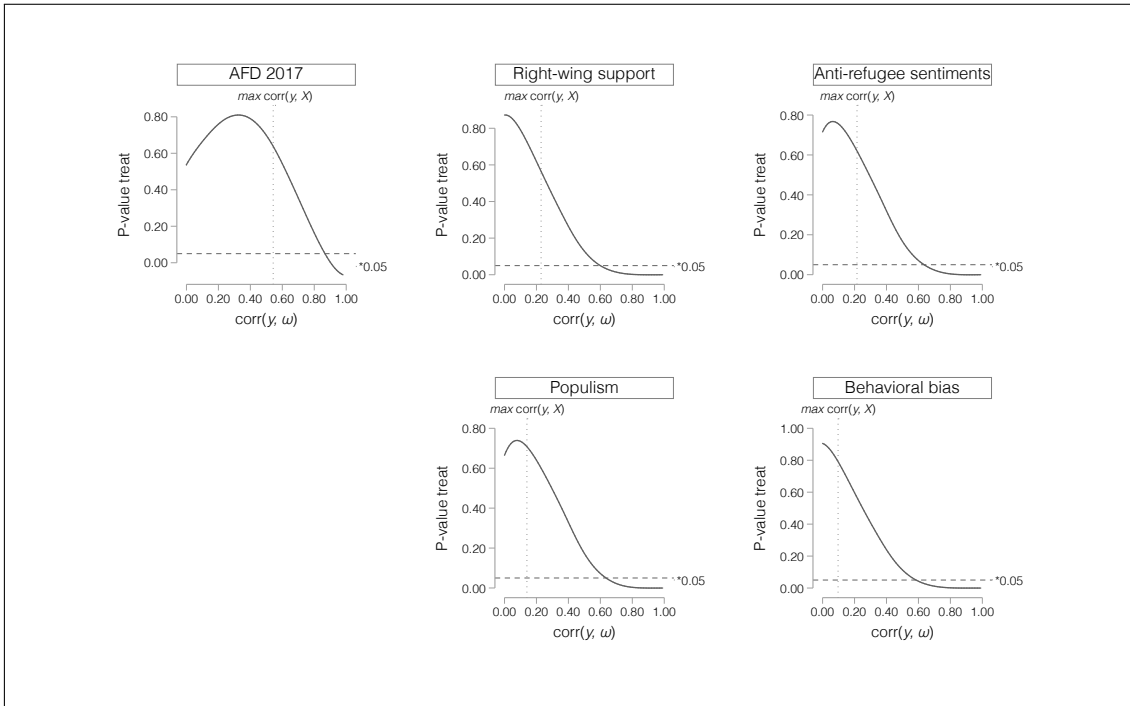 AFD 2017
max corr(y, X)
0.80
0.60
0.40
0.20
0.00
P-value treat
*0.05
0.00 0.20 0.40 0.60 0.80 1.00
corr(y, ω)
Right-wing support
max corr(y, X)
0.80
0.60
0.40
0.20
0.00
P-value treat
*0.05
0.00 0.20 0.40 0.60 0.80 1.00
corr(y, ω)
Anti-refugee sentiments
max corr(y, X)
0.80
0.60
0.40
0.20
0.00
P-value treat
*0.05
0.00 0.20 0.40 0.60 0.80 1.00
corr(y, ω)
Populism
max corr(y, X)
0.80
0.60
0.40
0.20
0.00
P-value treat
*0.05
0.00 0.20 0.40 0.60 0.80 1.00
corr(y, ω)
Behavioral bias
max corr(y, X)
1.00
0.80
0.60
0.40
0.20
0.00
P-value treat
*0.05
0.00 0.20 0.40 0.60 0.80 1.00
corr(y, ω)